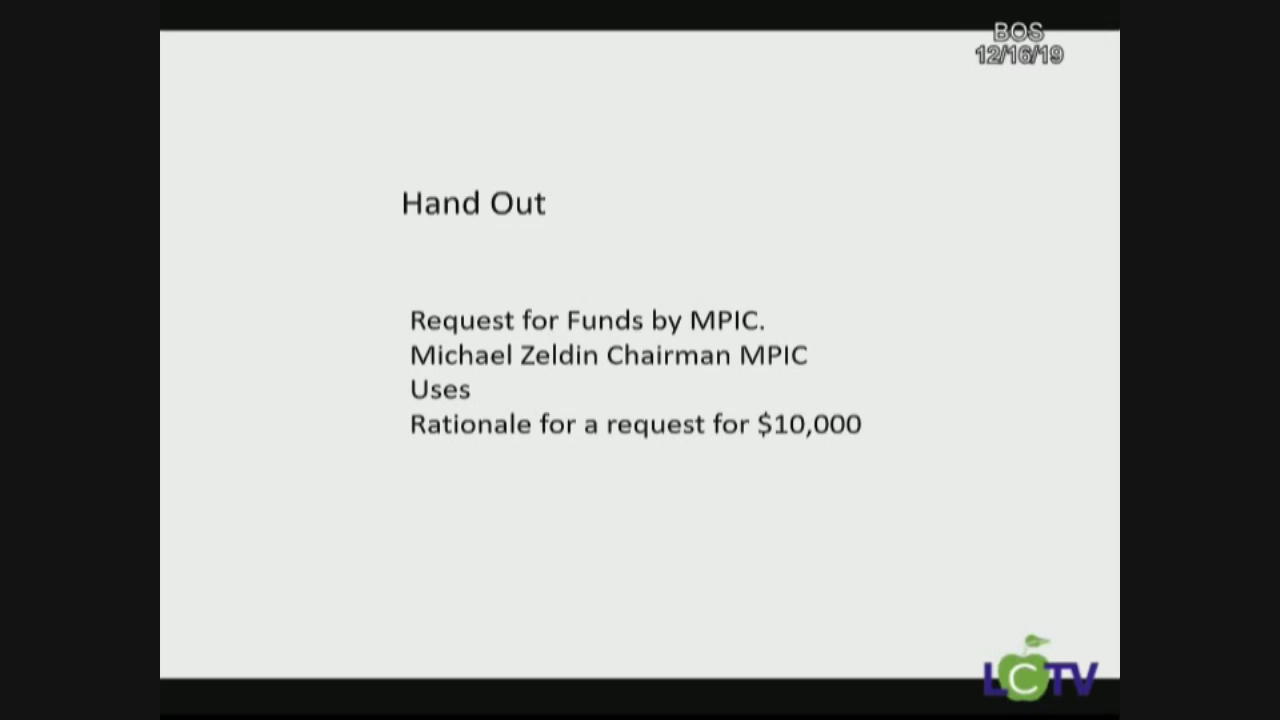 BOS
12/16/19
Hand Out
Request for Funds by MPIC.
Michael Zeldin Chairman MPIC
Uses
Rationale for a request for $10,000
LCTV